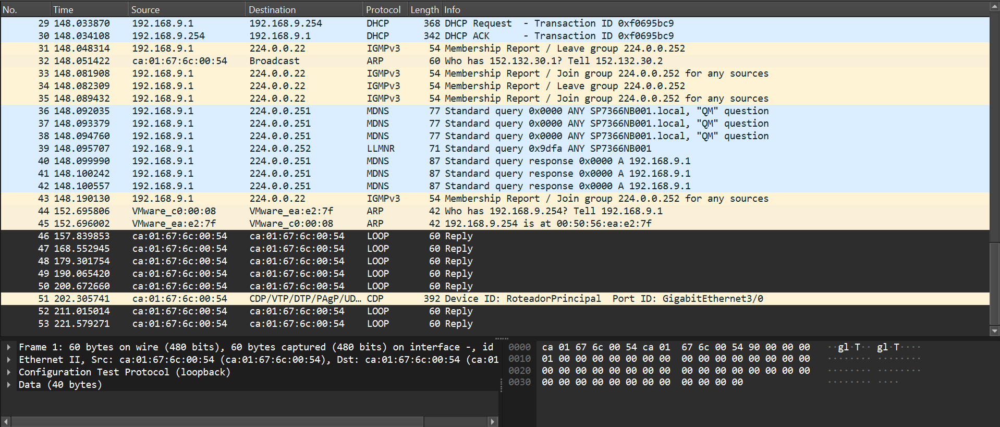 No. Time Source Destination Protocol Length Info
29 148.033870 192.168.9.1 192.168.9.254 DHCP 368 DHCP Request - Transaction ID 0xf0695bc9
30 148.034108 192.168.9.254 192.168.9.1 DHCP 342 DHCP ACK - Transaction ID 0xf0695bc9
31 148.048314 192.168.9.1 224.0.0.22 IGMPv3 54 Membership Report / Leave group 224.0.0.252
32 148.051422 ca:01:67:6c:00:54 Broadcast ARP 60 Who has 152.132.30.1? Tell 152.132.30.2
33 148.081908 192.168.9.1 224.0.0.22 IGMPv3 54 Membership Report / Join group 224.0.0.252 for any sources
34 148.082309 192.168.9.1 224.0.0.22 IGMPv3 54 Membership Report / Leave group 224.0.0.252
35 148.089432 192.168.9.1 224.0.0.22 IGMPv3 54 Membership Report / Join group 224.0.0.252 for any sources
36 148.092035 192.168.9.1 224.0.0.251 MDNS 77 Standard query 0x0000 ANY SP7366NB001.local, "QM" question
37 148.093379 192.168.9.1 224.0.0.251 MDNS 77 Standard query 0x0000 ANY SP7366NB001.local, "QM" question
38 148.094760 192.168.9.1 224.0.0.251 MDNS 77 Standard query 0x0000 ANY SP7366NB001.local, "QM" question
39 148.095707 192.168.9.1 224.0.0.252 LLMNR 71 Standard query 0x9dfa ANY SP7366NB001
40 148.099990 192.168.9.1 224.0.0.251 MDNS 87 Standard query response 0x0000 A 192.168.9.1
41 148.100242 192.168.9.1 224.0.0.251 MDNS 87 Standard query response 0x0000 A 192.168.9.1
42 148.100557 192.168.9.1 224.0.0.251 MDNS 87 Standard query response 0x0000 A 192.168.9.1
43 148.190130 192.168.9.1 224.0.0.22 IGMPv3 54 Membership Report / Join group 224.0.0.252 for any sources
44 152.695806 VMware_c0:00:08 VMware_ea:e2:7f ARP 42 Who has 192.168.9.254? Tell 192.168.9.1
45 152.696002 VMware_ea:e2:7f VMware_c0:00:08 ARP 42 192.168.9.254 is at 00:50:56:ea:e2:7f
46 157.839853 ca:01:67:6c:00:54 ca:01:67:6c:00:54 LOOP 60 Reply
47 168.552945 ca:01:67:6c:00:54 ca:01:67:6c:00:54 LOOP 60 Reply
48 179.301754 ca:01:67:6c:00:54 ca:01:67:6c:00:54 LOOP 60 Reply
49 190.065420 ca:01:67:6c:00:54 ca:01:67:6c:00:54 LOOP 60 Reply
50 200.672660 ca:01:67:6c:00:54 ca:01:67:6c:00:54 LOOP 60 Reply
51 202.305741 ca:01:67:6c:00:54 CDP/VTP/DTP/PAgP/UD… CDP 392 Device ID: RoteadorPrincipal Port ID: GigabitEthernet3/0
52 211.015014 ca:01:67:6c:00:54 ca:01:67:6c:00:54 LOOP 60 Reply
53 221.579271 ca:01:67:6c:00:54 ca:01:67:6c:00:54 LOOP 60 Reply
Frame 1: 60 bytes on wire (480 bits), 60 bytes captured (480 bits) on interface -, id
Ethernet II, Src: ca:01:67:6c:00:54 (ca:01:67:6c:00:54), Dst: ca:01:67:6c:00:54 (ca:01
Configuration Test Protocol (loopback)
Data (40 bytes)
0000 ca 01 67 6c 00 54 ca 01 67 6c 00 54 90 00 00 00 ··gl·T·· gl·T····
0010 01 00 00 00 00 00 00 00 00 00 00 00 00 00 00 00 ········ ········
0020 00 00 00 00 00 00 00 00 00 00 00 00 00 00 00 00 ········ ········
0030 00 00 00 00 00 00 00 00 00 00 00 00 ········ ····